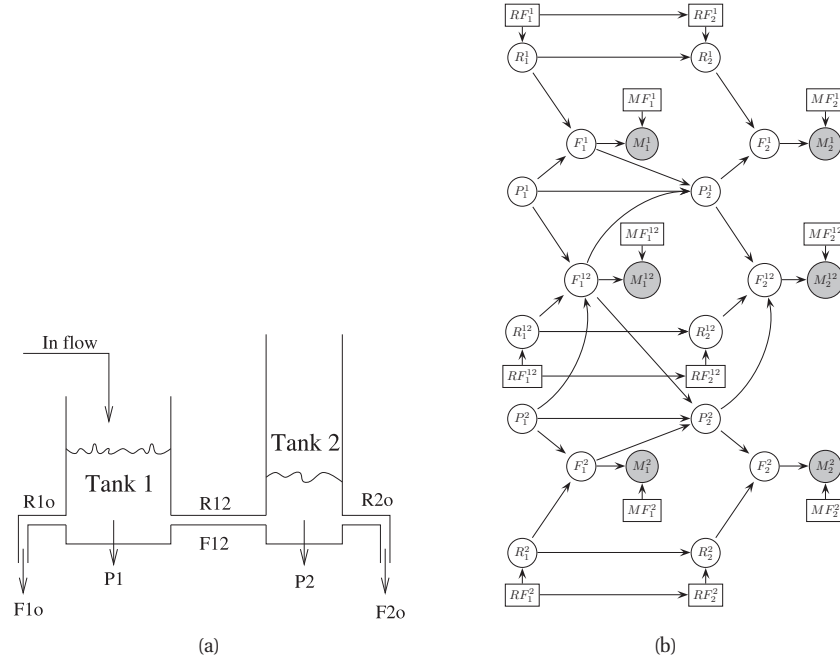 In flow
Tank 1
Tank 2
R1o
R12
R2o
F12
P1
P2
F1o
F2o
(a)
RF₁¹
RF₂¹
R₁¹
R₂¹
MF₁¹
MF₂¹
F₁¹
M₁¹
F₂¹
M₂¹
P₁¹
P₂¹
MF₁¹²
MF₂¹²
F₁¹²
M₁¹²
F₂¹²
M₂¹²
R₁¹²
R₂¹²
RF₁¹²
RF₂¹²
P₁²
P₂²
F₁²
M₁²
F₂²
M₂²
MF₁²
MF₂²
R₁²
R₂²
RF₁²
RF₂²
(b)